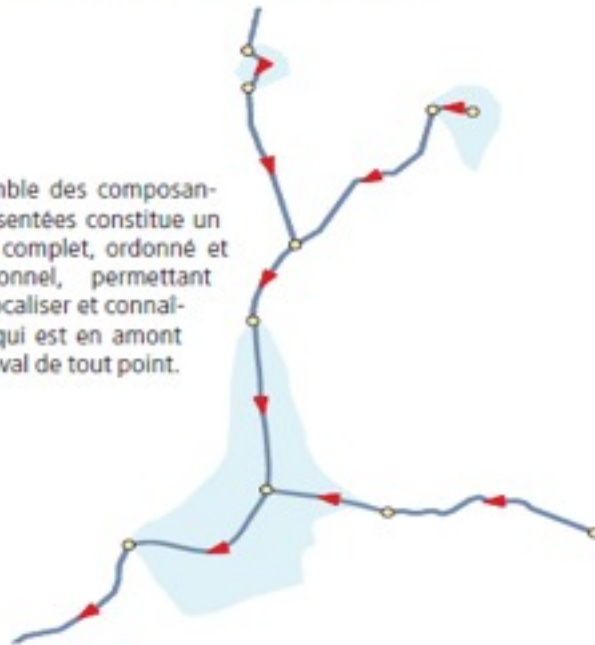 mble des composan-
sentées constitue un
complet, ordonné et
onnel, permettant
ocaliser et connaî-
qui est en amont
val de tout point.